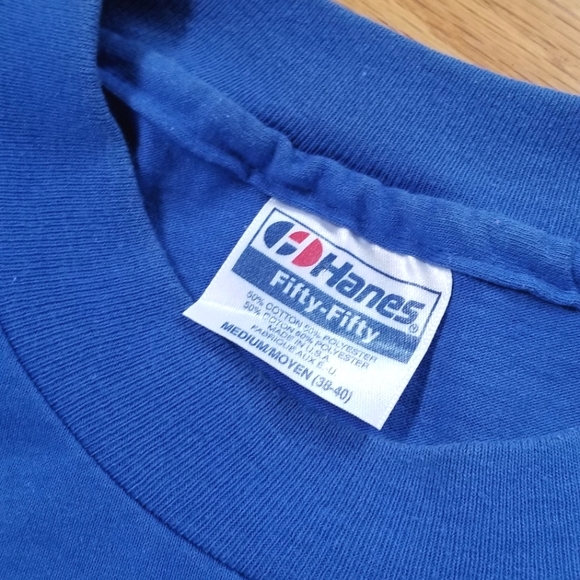 Hanes®
Fifty-Fifty
50% COTTON 50% POLYESTER
50% COTON 50% POLYESTER
MADE IN U.S.A.
FABRIQUE AUX É. U.
MEDIUM/MOYEN (38-40)